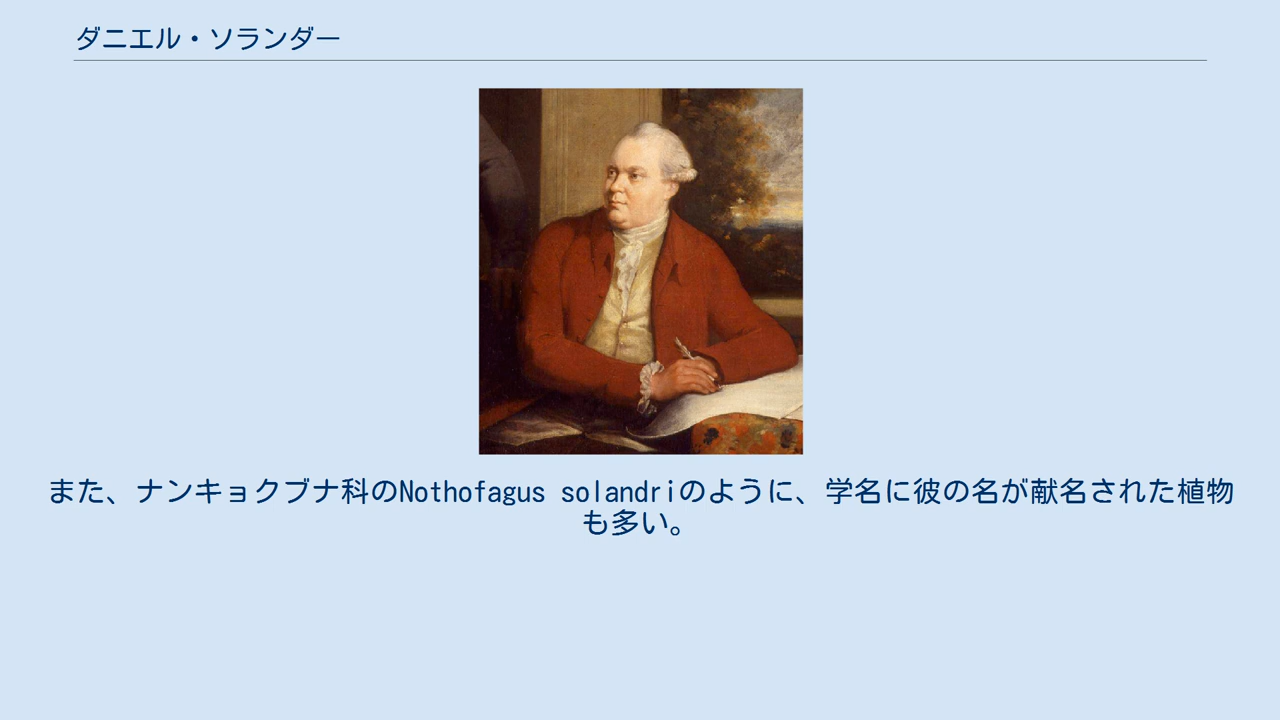 ダニエル・ソランダー
また、ナンキョクブナ科のNothofagus solandriのように、学名に彼の名が献名された植物
も多い。